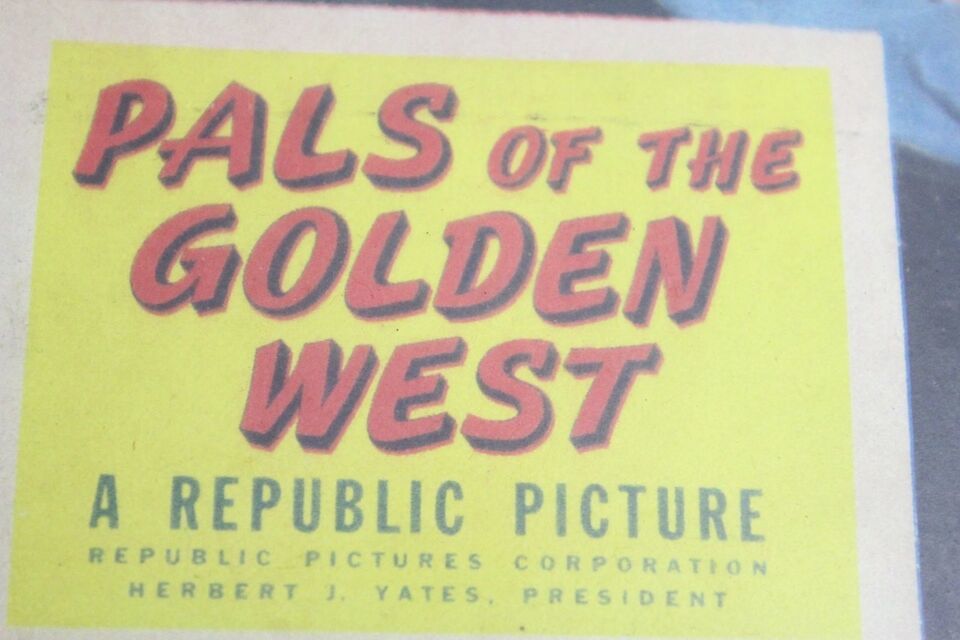 PALS OF THE
GOLDEN
WEST
A REPUBLIC PICTURE
REPUBLIC PICTURES CORPORATION
HERBERT J. YATES, PRESIDENT